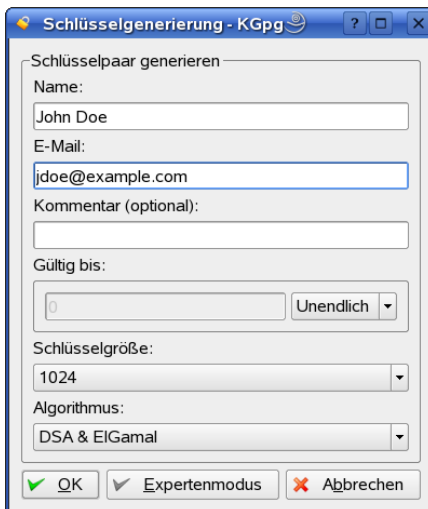 Schlüsselgenerierung - KGpg
Schlüsselpaar generieren
Name:
John Doe
E-Mail:
jdoe@example.com
Kommentar (optional):
Gültig bis:
0 Unendlich
Schlüsselgröße:
1024
Algorithmus:
DSA & ElGamal
OK Expertenmodus Abbrechen